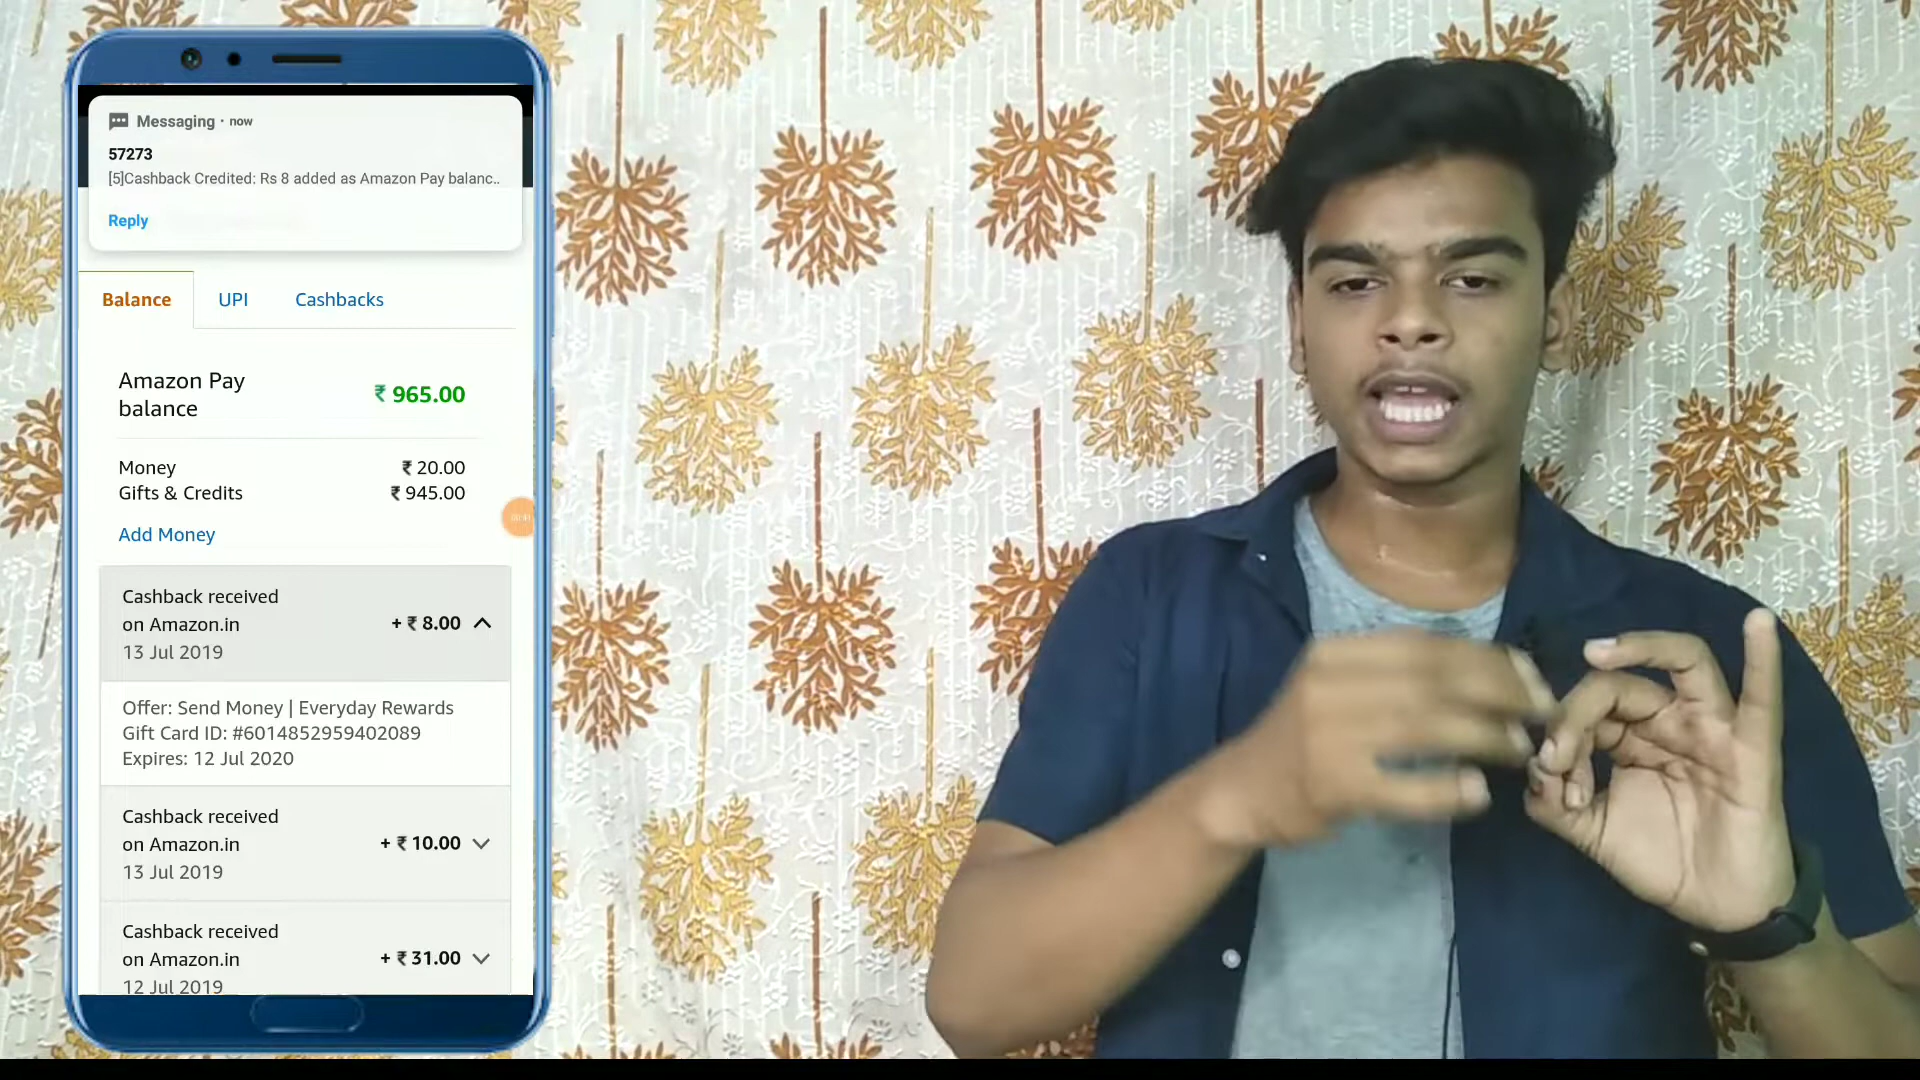 Messaging · now
57273
[5]Cashback Credited: Rs 8 added as Amazon Pay balanc..
Reply
Balance UPI Cashbacks
Amazon Pay
balance
₹ 965.00
Money ₹ 20.00
Gifts & Credits ₹ 945.00
Add Money
Cashback received
on Amazon.in
+ ₹ 8.00
13 Jul 2019
Offer: Send Money | Everyday Rewards
Gift Card ID: #6014852959402089
Expires: 12 Jul 2020
Cashback received
on Amazon.in
+ ₹ 10.00
13 Jul 2019
Cashback received
on Amazon.in
+ ₹ 31.00
12 Jul 2019